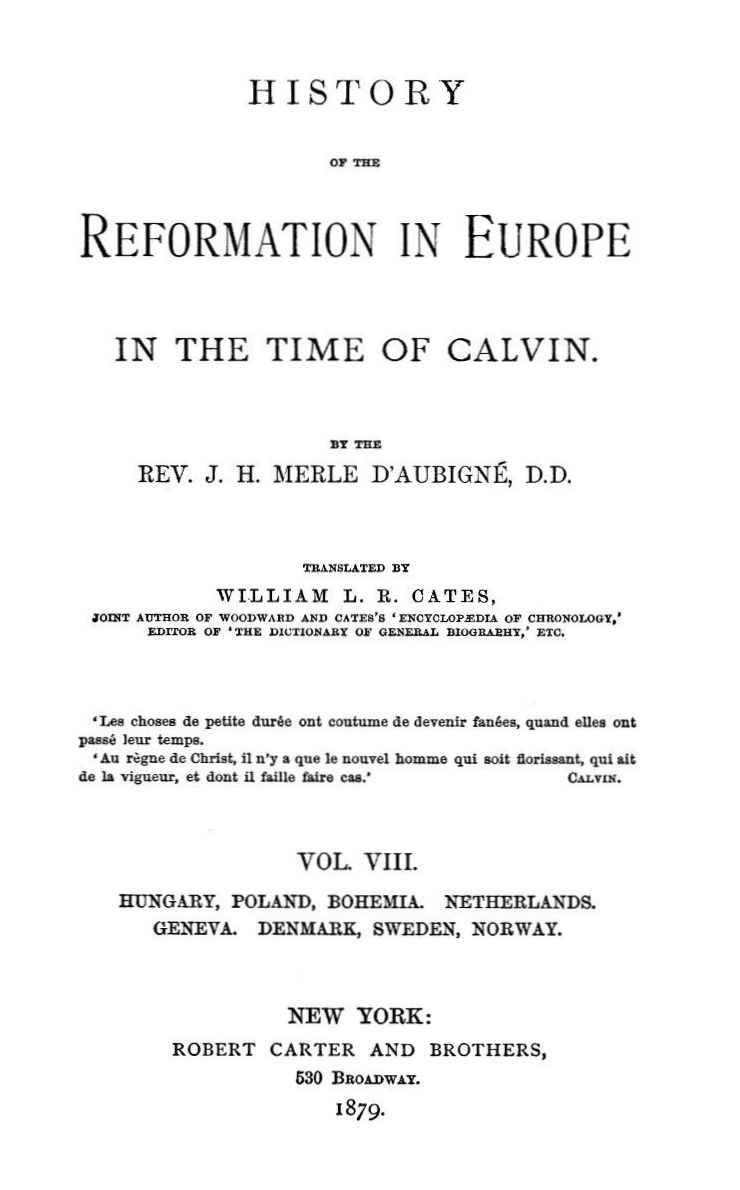 HISTORY
OF THE
REFORMATION IN EUROPE
IN THE TIME OF CALVIN.
BY THE
REV. J. H. MERLE D'AUBIGNÉ, D.D.
TRANSLATED BY
WILLIAM L. R. CATES,
JOINT AUTHOR OF WOODWARD AND CATES'S 'ENCYCLOPÆDIA OF CHRONOLOGY,'
EDITOR OF 'THE DICTIONARY OF GENERAL BIOGRAPHY,' ETC.
'Les choses de petite durée ont coutume de devenir fanées, quand elles ont
passé leur temps.
'Au règne de Christ, il n'y a que le nouvel homme qui soit florissant, qui ait
de la vigueur, et dont il faille faire cas.' CALVIN.
VOL. VIII.
HUNGARY, POLAND, BOHEMIA. NETHERLANDS.
GENEVA. DENMARK, SWEDEN, NORWAY.
NEW YORK:
ROBERT CARTER AND BROTHERS,
530 BROADWAY.
1879.